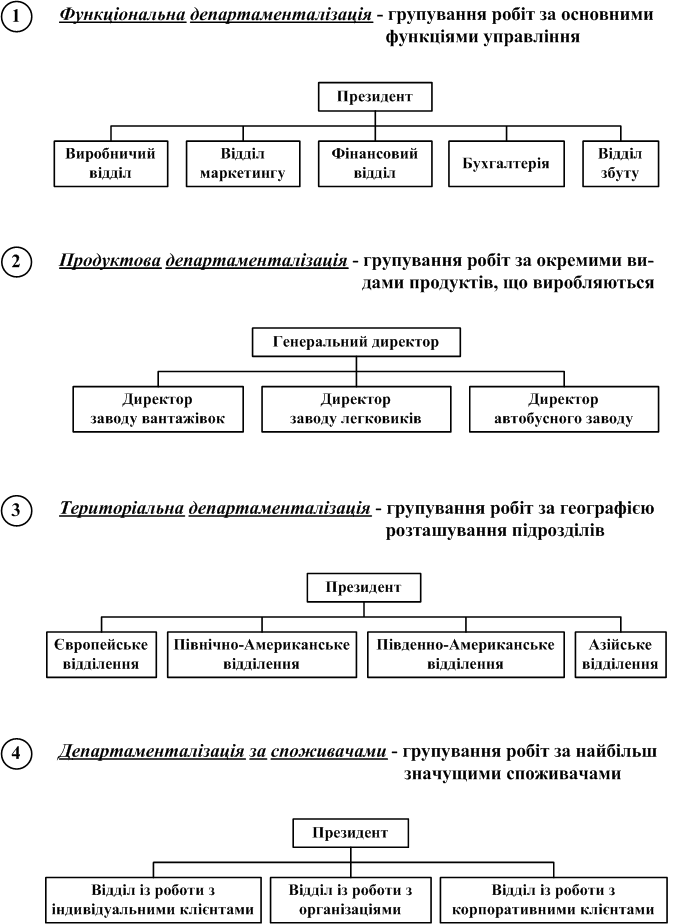 1
Функціональна департаменталізація - групування робіт за основними
функціями управління
Президент
Виробничий
відділ
Відділ
маркетингу
Фінансовий
відділ
Бухгалтерія
Відділ
збуту
2
Продуктова департаменталізація - групування робіт за окремими ви-
дами продуктів, що виробляються
Генеральний директор
Директор
заводу вантажівок
Директор
заводу легковиків
Директор
автобусного заводу
3
Територіальна департаменталізація - групування робіт за географією
розташування підрозділів
Президент
Європейське
відділення
Північно-Американське
відділення
Південно-Американське
відділення
Азійське
відділення
4
Департаменталізація за споживачами - групування робіт за найбільш
значущими споживачами
Президент
Відділ із роботи з
індивідуальними клієнтами
Відділ із роботи з
організаціями
Відділ із роботи з
корпоративними клієнтами